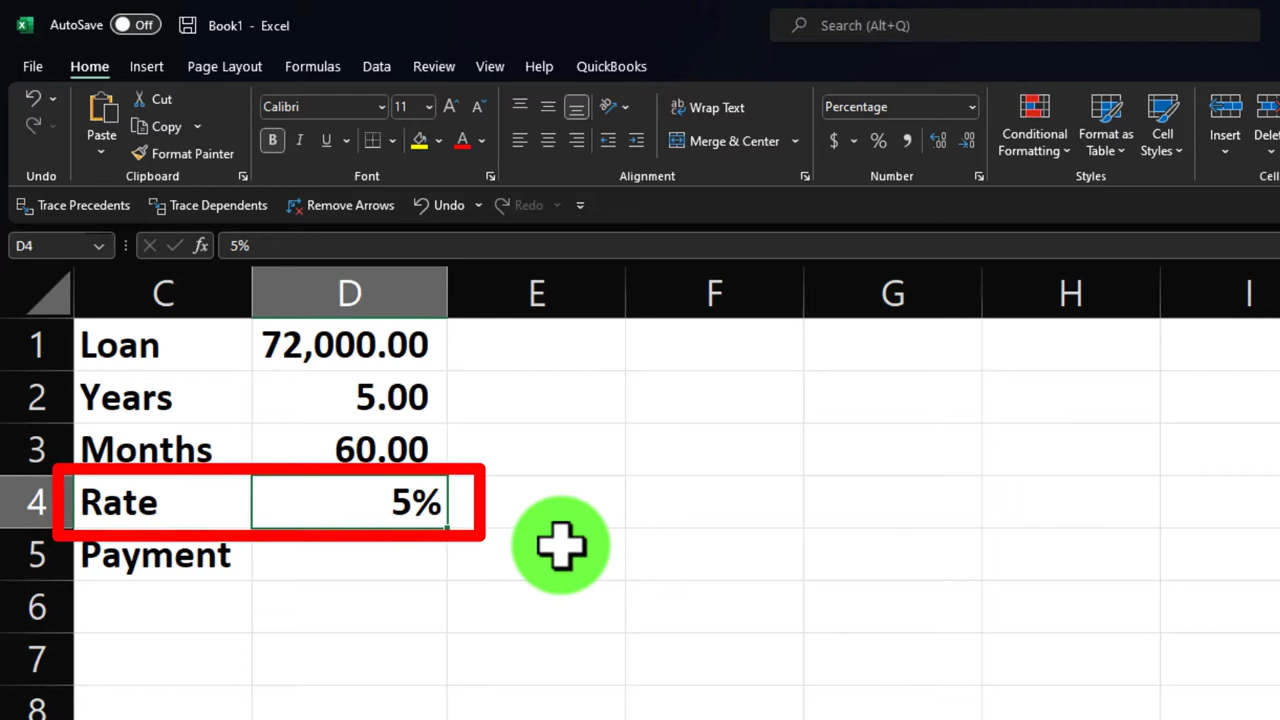 AutoSave Off Book1 - Excel Search (Alt+Q)
File Home Insert Page Layout Formulas Data Review View Help QuickBooks
Cut Calibri 11 Wrap Text Percentage
Paste Copy B I U Merge & Center $ % Conditional Formatting Format as Table Cell Styles Insert
Format Painter
Undo Clipboard Font Alignment Number Styles
Trace Precedents Trace Dependents Remove Arrows Undo Redo
D4 fx 5%
C D E F G H I
1 Loan 72,000.00
2 Years 5.00
3 Months 60.00
4 Rate 5%
5 Payment
6
7
8